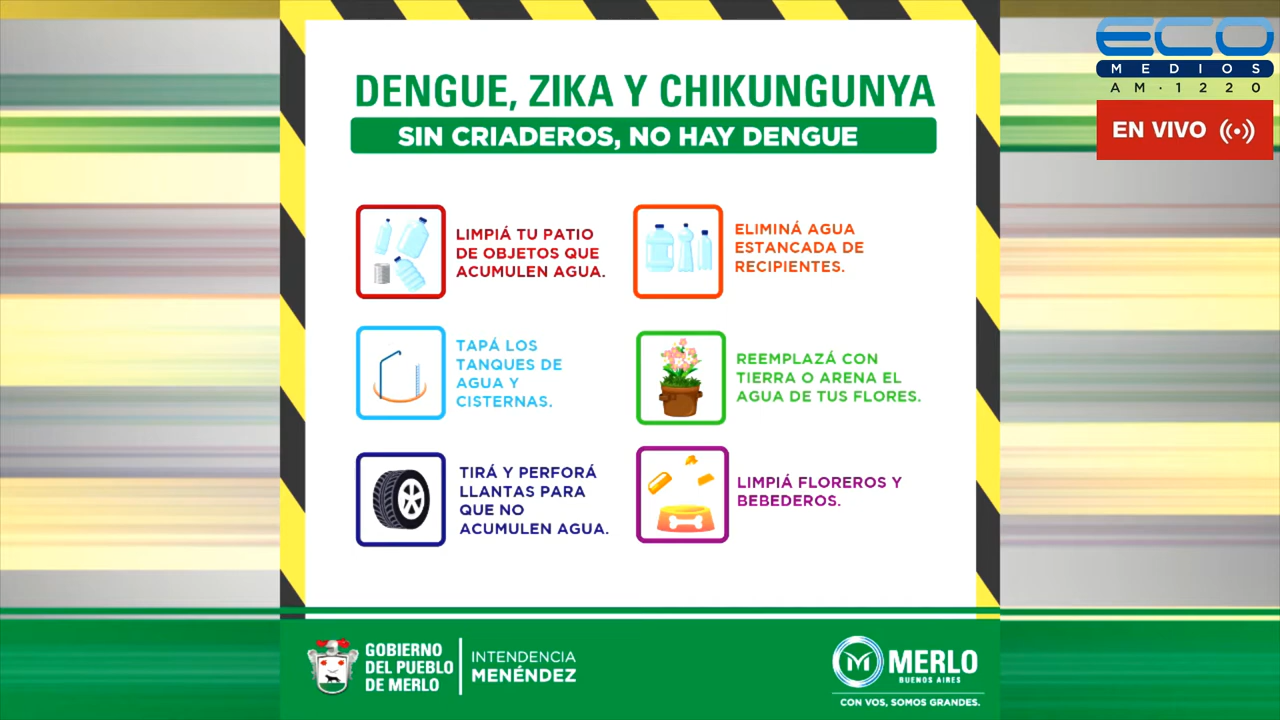 ECO
MEDIOS
AM·1220
EN VIVO
DENGUE, ZIKA Y CHIKUNGUNYA
SIN CRIADEROS, NO HAY DENGUE
LIMPIÁ TU PATIO
DE OBJETOS QUE
ACUMULEN AGUA.
ELIMINÁ AGUA
ESTANCADA DE
RECIPIENTES.
TAPÁ LOS
TANQUES DE
AGUA Y
CISTERNAS.
REEMPLAZÁ CON
TIERRA O ARENA EL
AGUA DE TUS FLORES.
TIRÁ Y PERFORÁ
LLANTAS PARA
QUE NO
ACUMULEN AGUA.
LIMPIÁ FLOREROS Y
BEBEDEROS.
GOBIERNO
DEL PUEBLO
DE MERLO
INTENDENCIA
MENÉNDEZ
MERLO
BUENOS AIRES
CON VOS, SOMOS GRANDES.